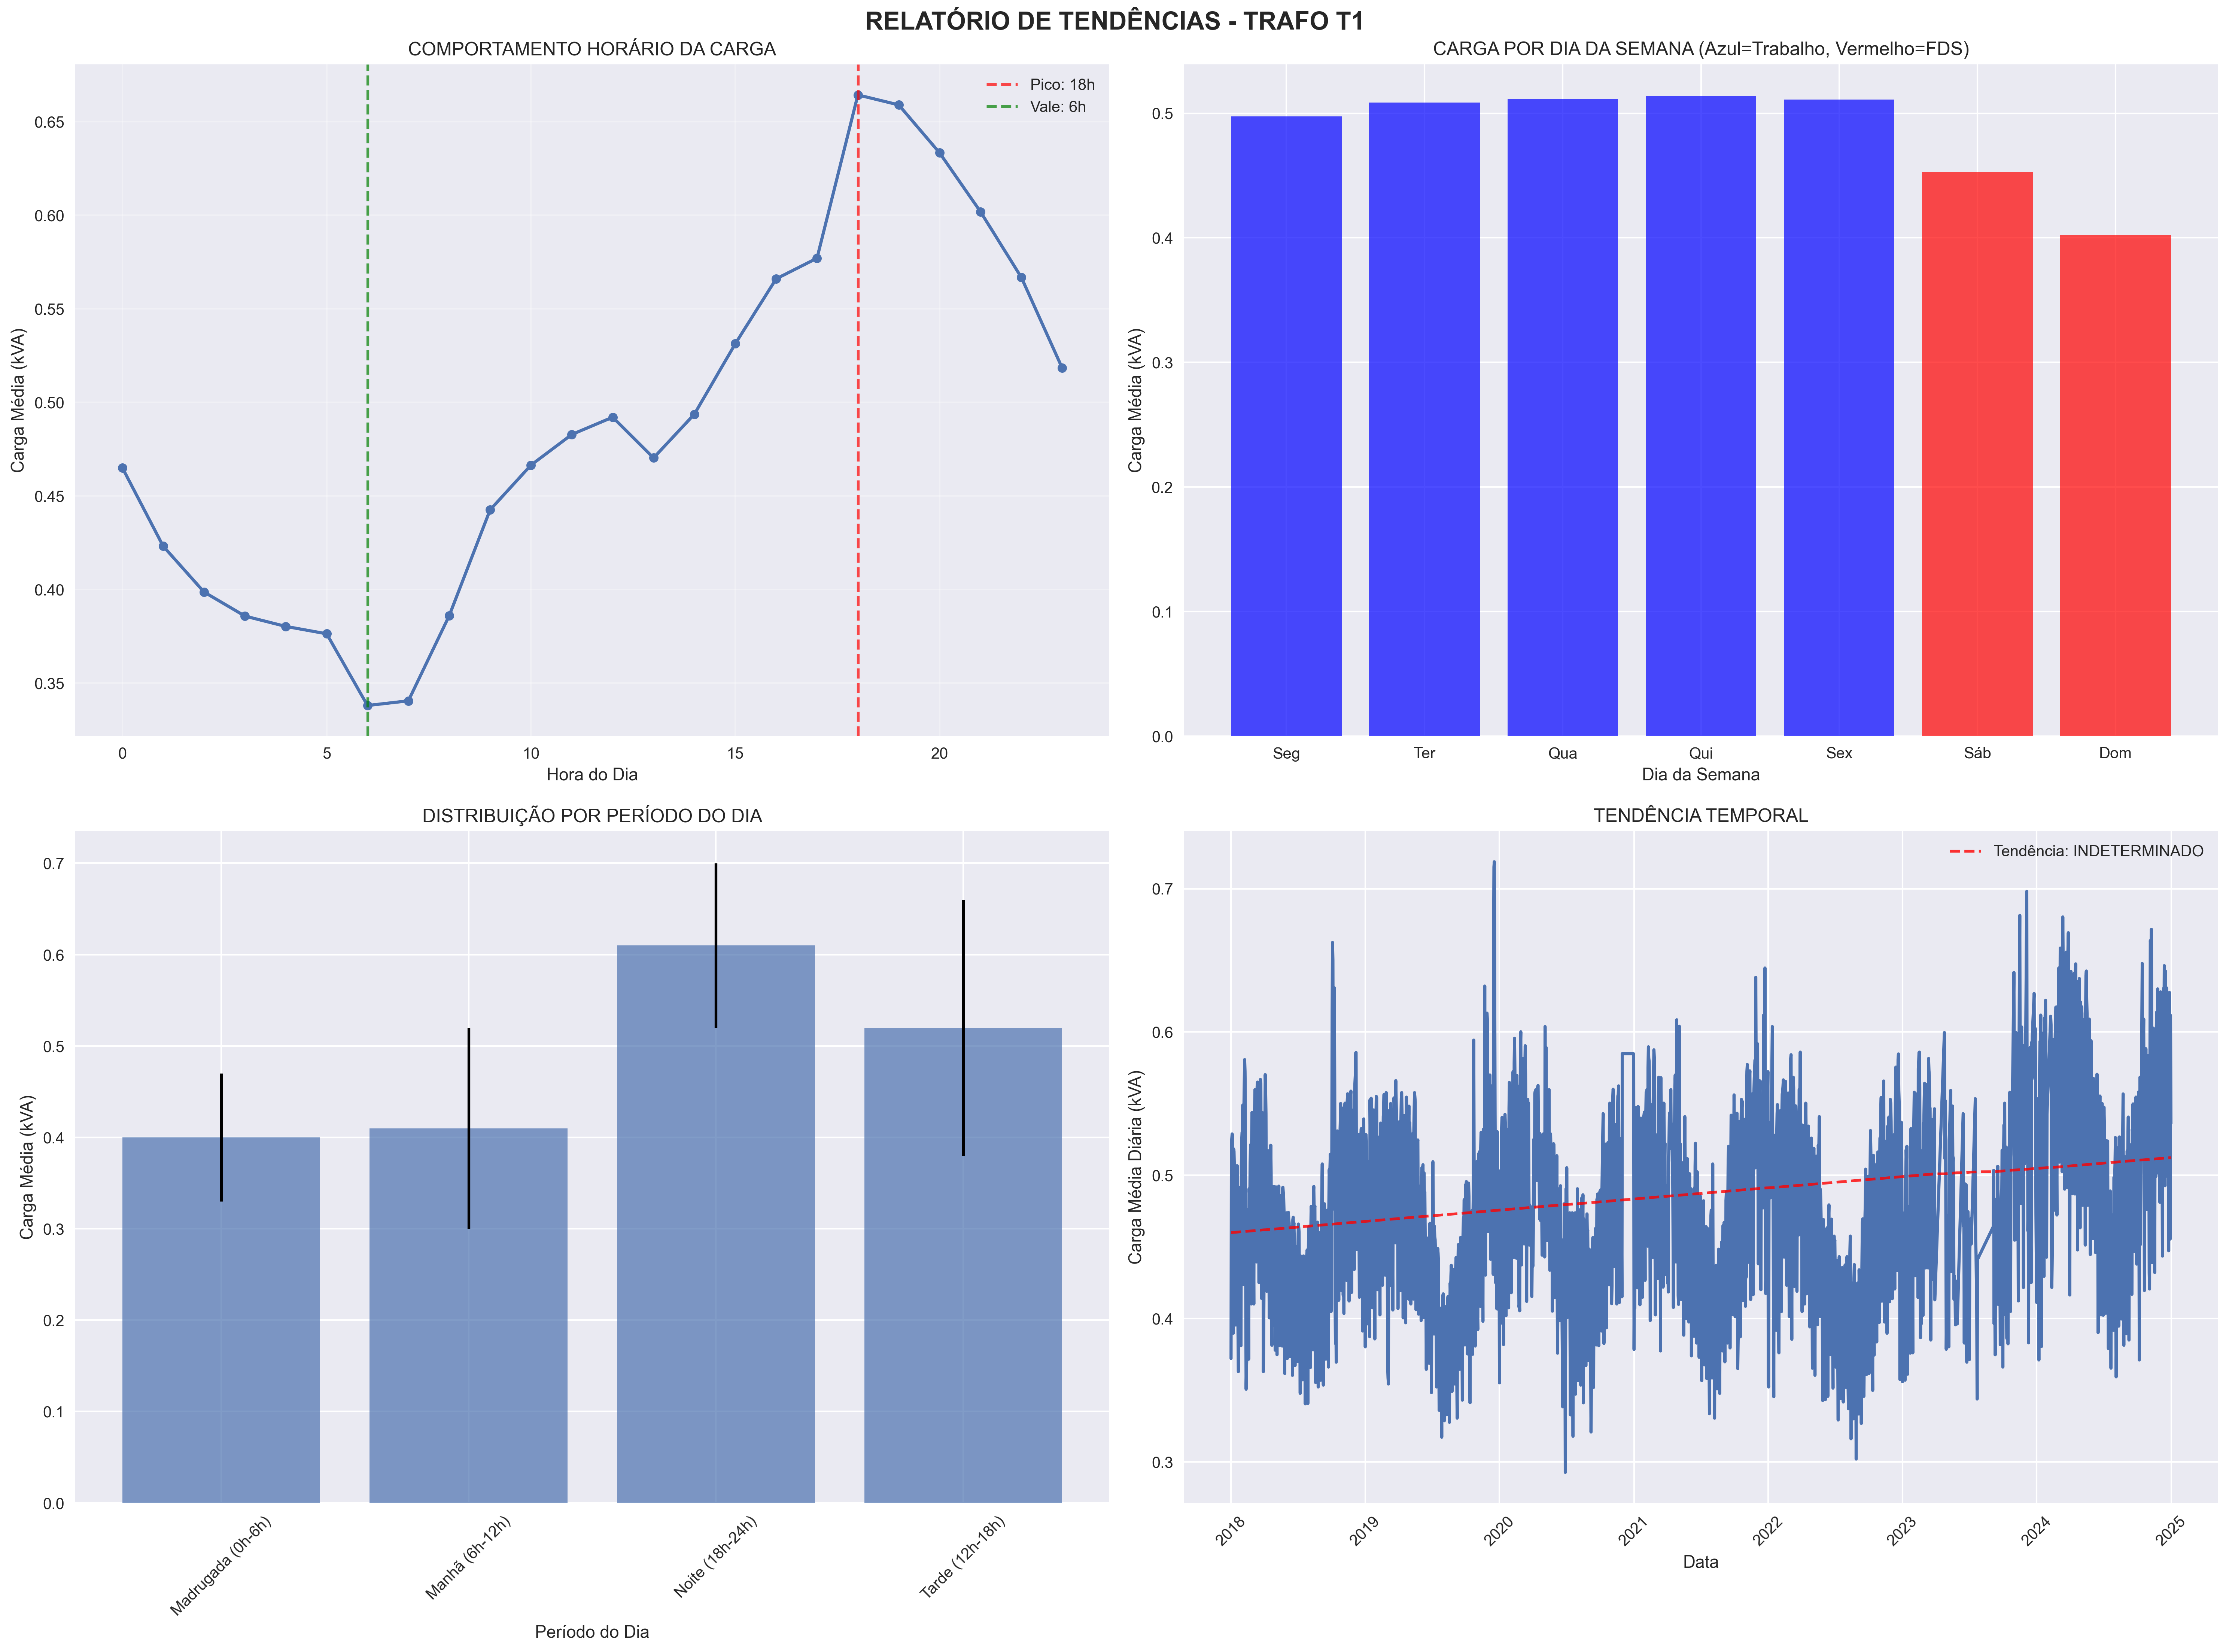 RELATÓRIO DE TENDÊNCIAS - TRAFO T1
COMPORTAMENTO HORÁRIO DA CARGA
Pico: 18h
Vale: 6h
Carga Média (kVA)
0.65
0.60
0.55
0.50
0.45
0.40
0.35
0 5 10 15 20
Hora do Dia
CARGA POR DIA DA SEMANA (Azul=Trabalho, Vermelho=FDS)
Carga Média (kVA)
0.5
0.4
0.3
0.2
0.1
0.0
Seg Ter Qua Qui Sex Sáb Dom
Dia da Semana
DISTRIBUIÇÃO POR PERÍODO DO DIA
Carga Média (kVA)
0.7
0.6
0.5
0.4
0.3
0.2
0.1
0.0
Madrugada (0h-6h)
Manhã (6h-12h)
Noite (18h-24h)
Tarde (12h-18h)
Período do Dia
TENDÊNCIA TEMPORAL
Tendência: INDETERMINADO
Carga Média Diária (kVA)
0.7
0.6
0.5
0.4
0.3
2018 2019 2020 2021 2022 2023 2024 2025
Data